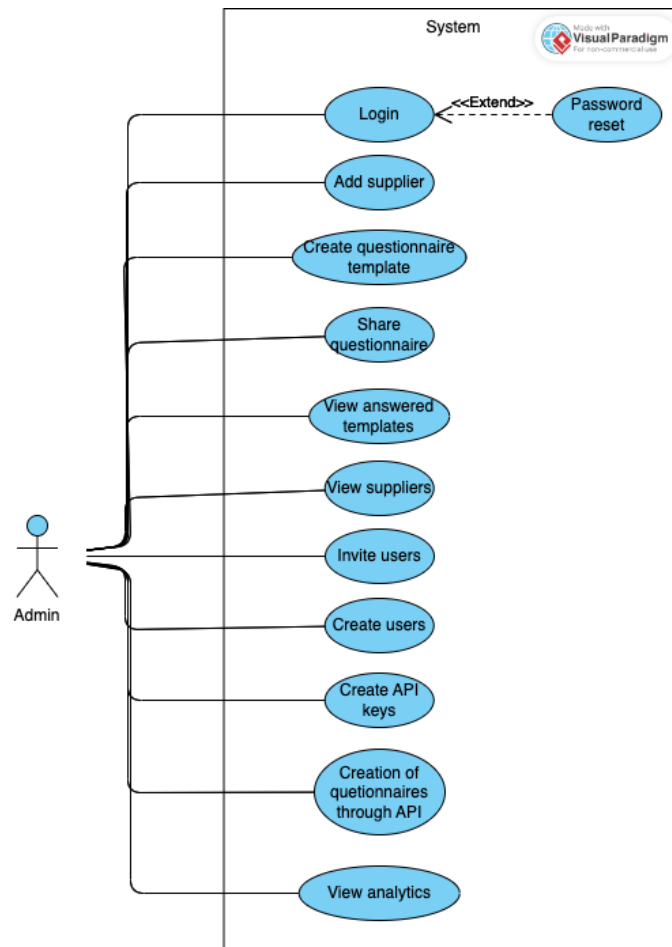 System
Made with
VisualParadigm
For non-commercial use
Login
<<Extend>>
Password
reset
Add supplier
Create questionnaire
template
Share
questionnaire
View answered
templates
View suppliers
Invite users
Admin
Create users
Create API
keys
Creation of
quetionnaires
through API
View analytics